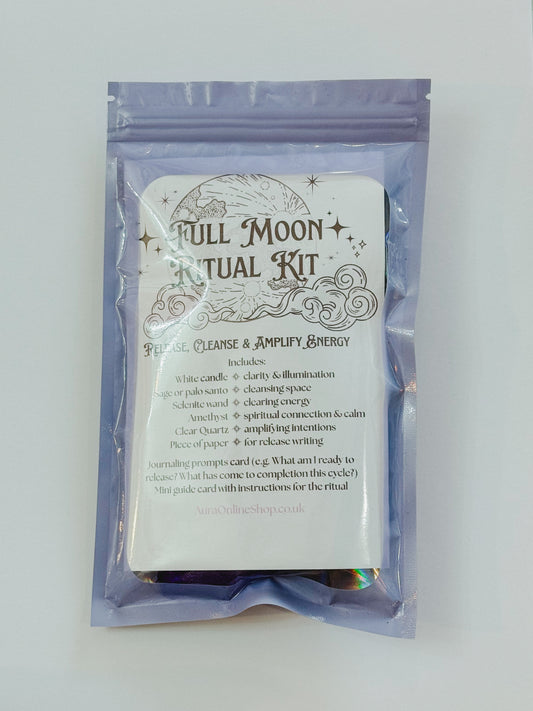 Full Moon
Ritual Kit
Release, Cleanse & Amplify Energy
Includes:
White candle ✧ clarity & illumination
Sage or palo santo ✧ cleansing space
Selenite wand ✧ clearing energy
Amethyst ✧ spiritual connection & calm
Clear Quartz ✧ amplifying intentions
Piece of paper ✧ for release writing
Journaling prompts card (e.g. What am I ready to
release? What has come to completion this cycle?)
Mini guide card with instructions for the ritual
AuraOnlineShop.co.uk